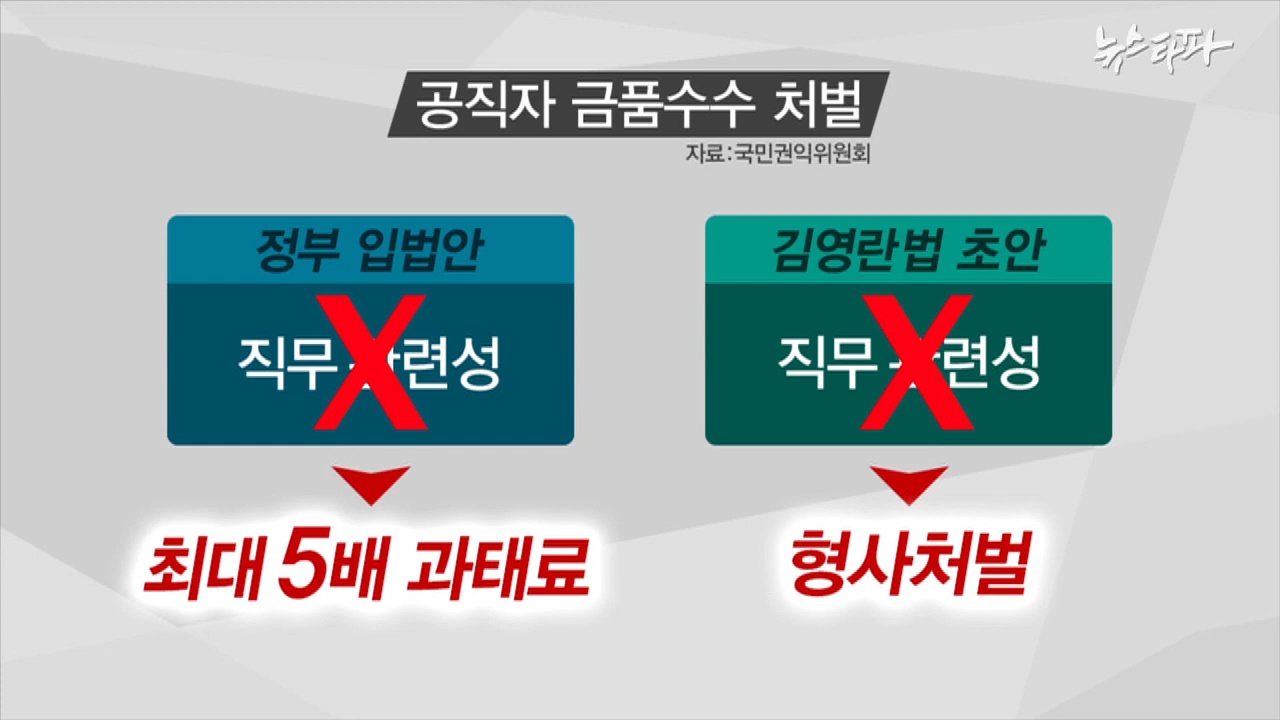 뉴스타파
공직자 금품수수 처벌
자료:국민권익위원회
정부 입법안
직무 관련성
X
최대 5배 과태료
김영란법 초안
직무 관련성
X
형사처벌